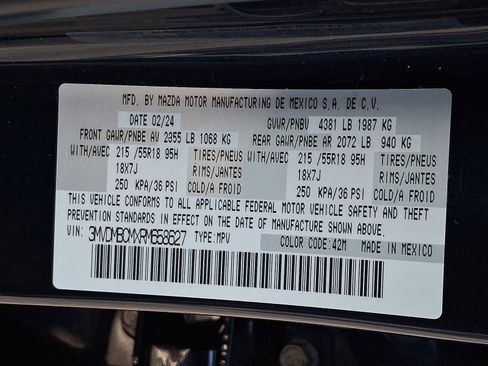 MFD. BY MAZDA MOTOR MANUFACTURING DE MEXICO S.A. DE C.V.
DATE 02/24 GVWR/PNBV 4381 LB 1987 KG
FRONT GAWR/PNBE AV 2355 LB 1068 KG REAR GAWR/PNBE AR 2072 LB 940 KG
WITH/AVEC 215 /55R18 95H TIRES/PNEUS WITH/AVEC 215 /55R18 95H TIRES/PNEUS
18X7J RIMS/JANTES 18X7J RIMS/JANTES
250 KPA/36 PSI COLD/A FROID 250 KPA/36 PSI COLD/A FROID
THIS VEHICLE CONFORMS TO ALL APPLICABLE FEDERAL MOTOR VEHICLE SAFETY AND THEFT
PREVENTION STANDARDS IN EFFECT ON THE DATE OF MANUFACTURE SHOWN ABOVE.
VIN: 3MVDMBCMXRM658627 TYPE: MPV COLOR CODE: 42M MADE IN MEXICO